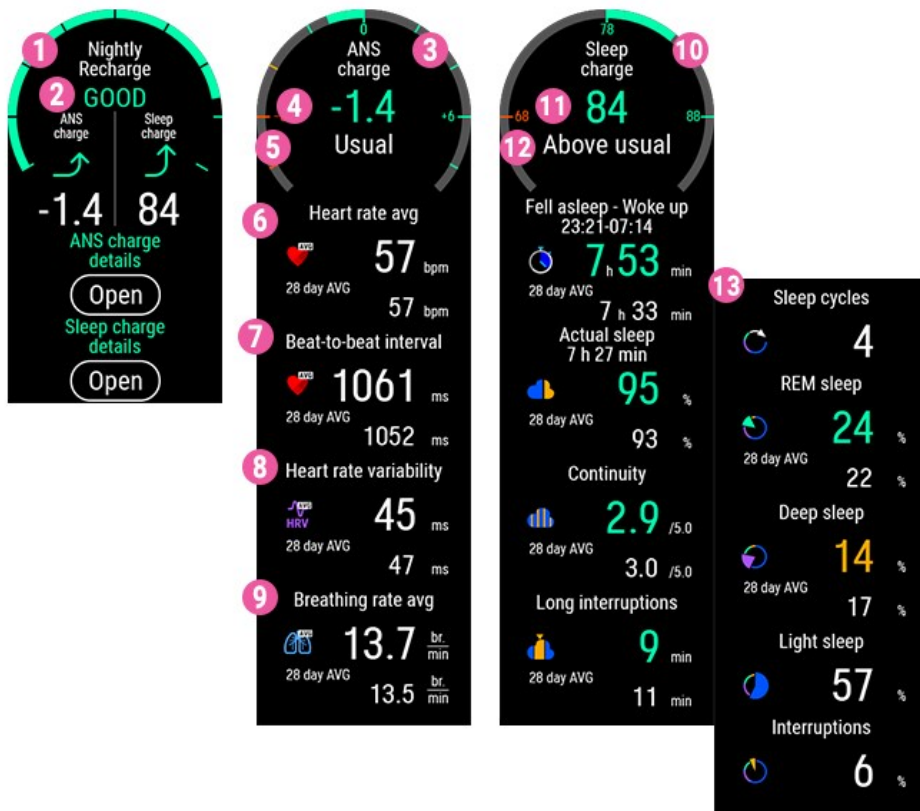 1
Nightly
Recharge
2
GOOD
ANS
charge
Sleep
charge
-1.4
84
ANS charge
details
Open
Sleep charge
details
Open
0
3
ANS
charge
4
-1.4
+6
5
Usual
6
Heart rate avg
AVG
57 bpm
28 day AVG
57 bpm
7
Beat-to-beat interval
AVG
1061 ms
28 day AVG
1052 ms
8
Heart rate variability
AVG
HRV
45 ms
28 day AVG
47 ms
9
Breathing rate avg
AVG
13.7 br.
min
28 day AVG
13.5 br.
min
78
10
Sleep
charge
68
11
84
88
12
Above usual
Fell asleep - Woke up
23:21-07:14
7 h 53 min
28 day AVG
7 h 33 min
Actual sleep
7 h 27 min
95 %
28 day AVG
93 %
Continuity
2.9 /5.0
28 day AVG
3.0 /5.0
Long interruptions
9 min
28 day AVG
11 min
13
Sleep cycles
4
REM sleep
24 %
28 day AVG
22 %
Deep sleep
14 %
28 day AVG
17 %
Light sleep
57 %
Interruptions
6 %